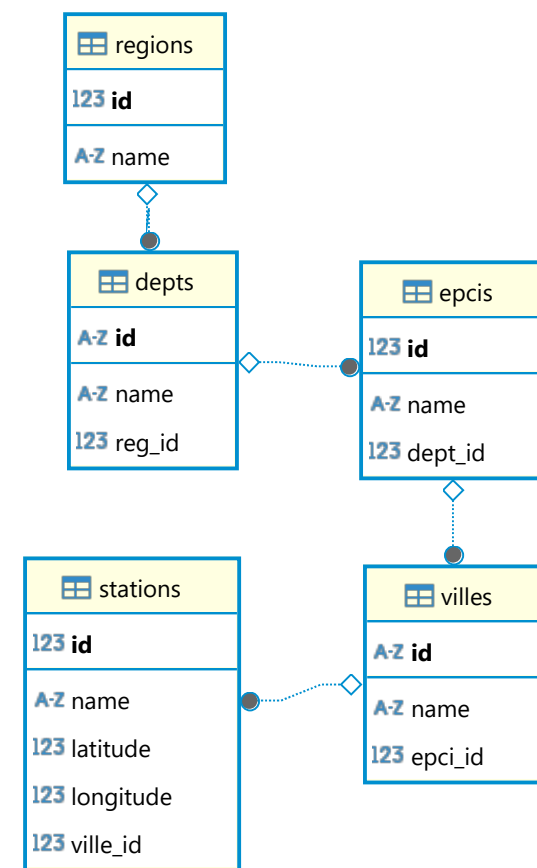 regions
123 id
A-Z name
depts
A-Z id
A-Z name
123 reg_id
epcis
123 id
A-Z name
123 dept_id
stations
123 id
A-Z name
123 latitude
123 longitude
123 ville_id
villes
A-Z id
A-Z name
123 epci_id